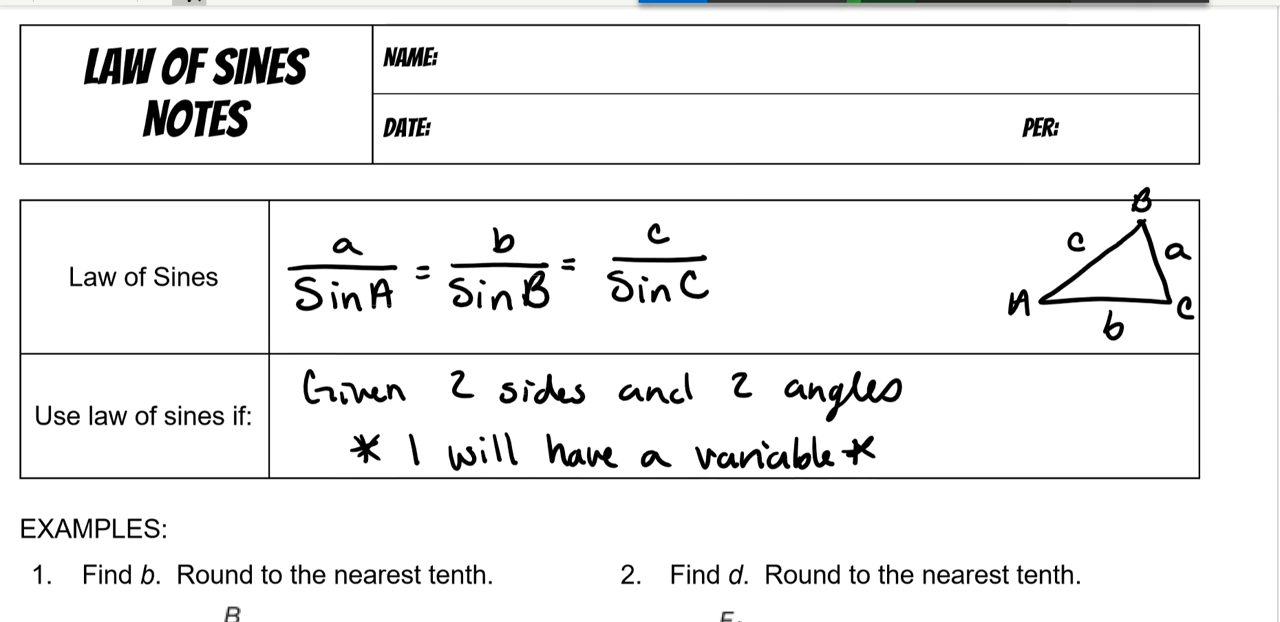 LAW OF SINES
NOTES
NAME:
DATE:
PER:
Law of Sines
a/SinA = b/SinB = c/SinC
B
c
a
A
b
C
Use law of sines if:
Given 2 sides and 2 angles
* 1 will have a variable *
EXAMPLES:
1. Find b. Round to the nearest tenth.
2. Find d. Round to the nearest tenth.
B